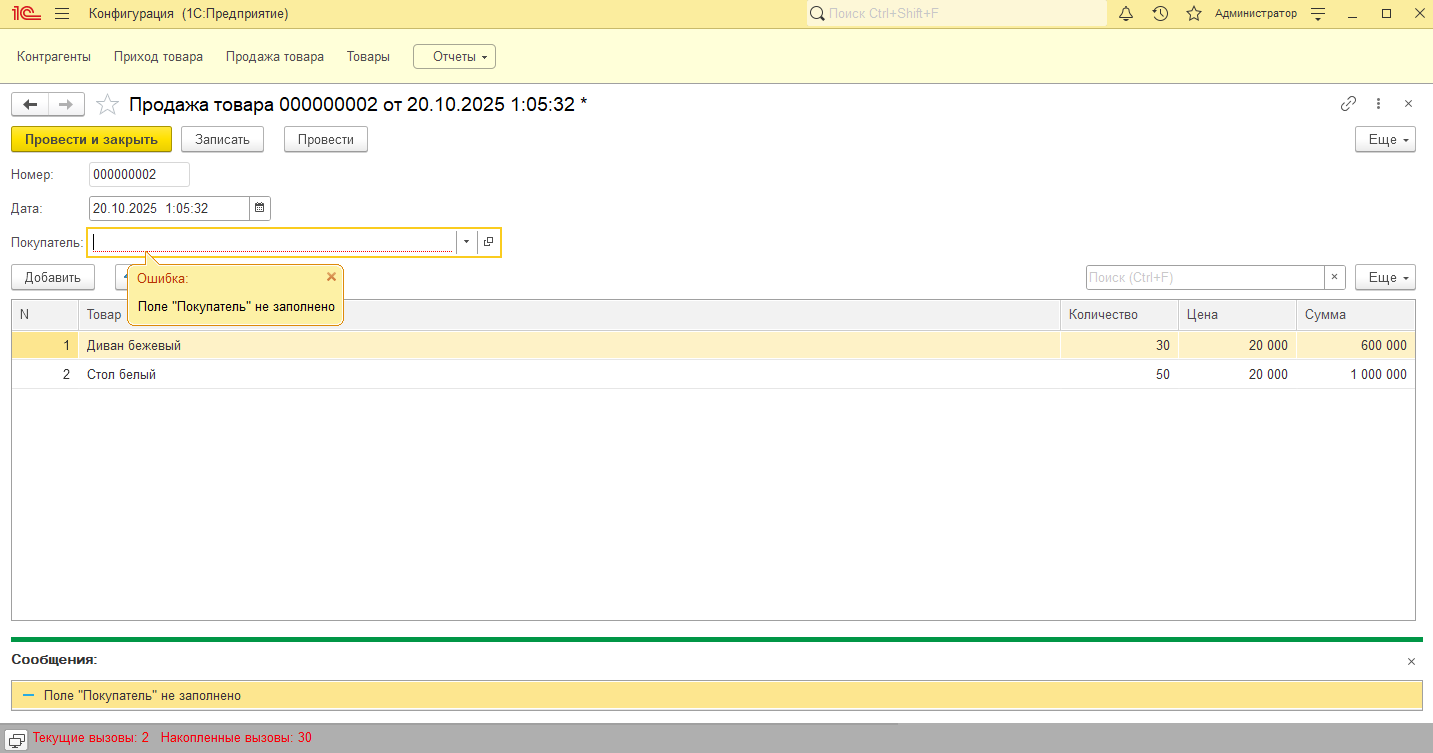 1С Конфигурация (1С:Предприятие) Поиск Ctrl+Shift+F Администратор
Контрагенты Приход товара Продажа товара Товары Отчеты
Продажа товара 000000002 от 20.10.2025 1:05:32 *
Провести и закрыть Записать Провести Еще
Номер: 000000002
Дата: 20.10.2025 1:05:32
Покупатель:
Добавить Поиск (Ctrl+F) × Еще
Ошибка:
Поле "Покупатель" не заполнено
N Товар Количество Цена Сумма
1 Диван бежевый 30 20 000 600 000
2 Стол белый 50 20 000 1 000 000
Сообщения:
Поле "Покупатель" не заполнено
Текущие вызовы: 2 Накопленные вызовы: 30